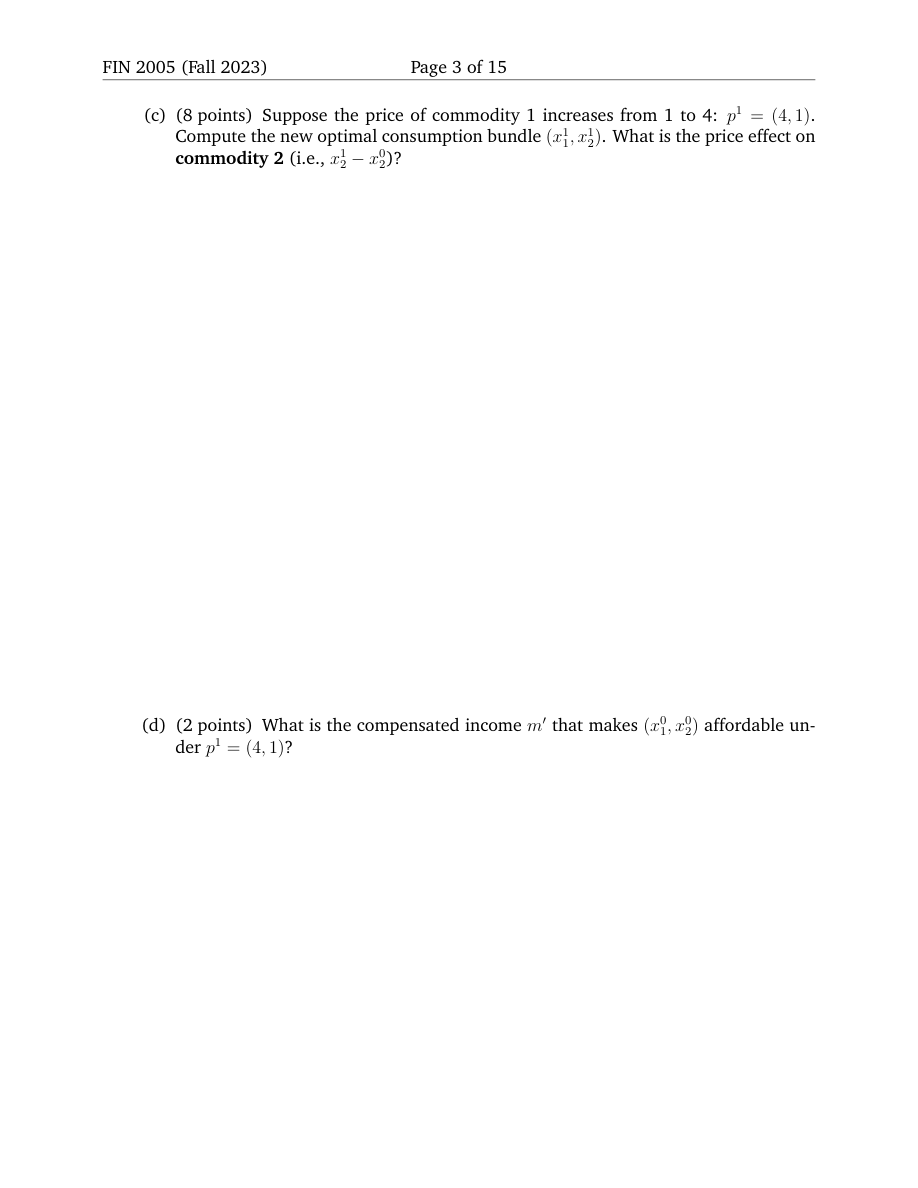 FIN 2005 (Fall 2023) Page 3 of 15
(c) (8 points) Suppose the price of commodity 1 increases from 1 to 4: $p^1 = (4, 1)$.
Compute the new optimal consumption bundle $(x_1^1, x_2^1)$. What is the price effect on
commodity 2 (i.e., $x_2^1 - x_2^0$)?
(d) (2 points) What is the compensated income $m'$ that makes $(x_1^0, x_2^0)$ affordable un-
der $p^1 = (4, 1)$?